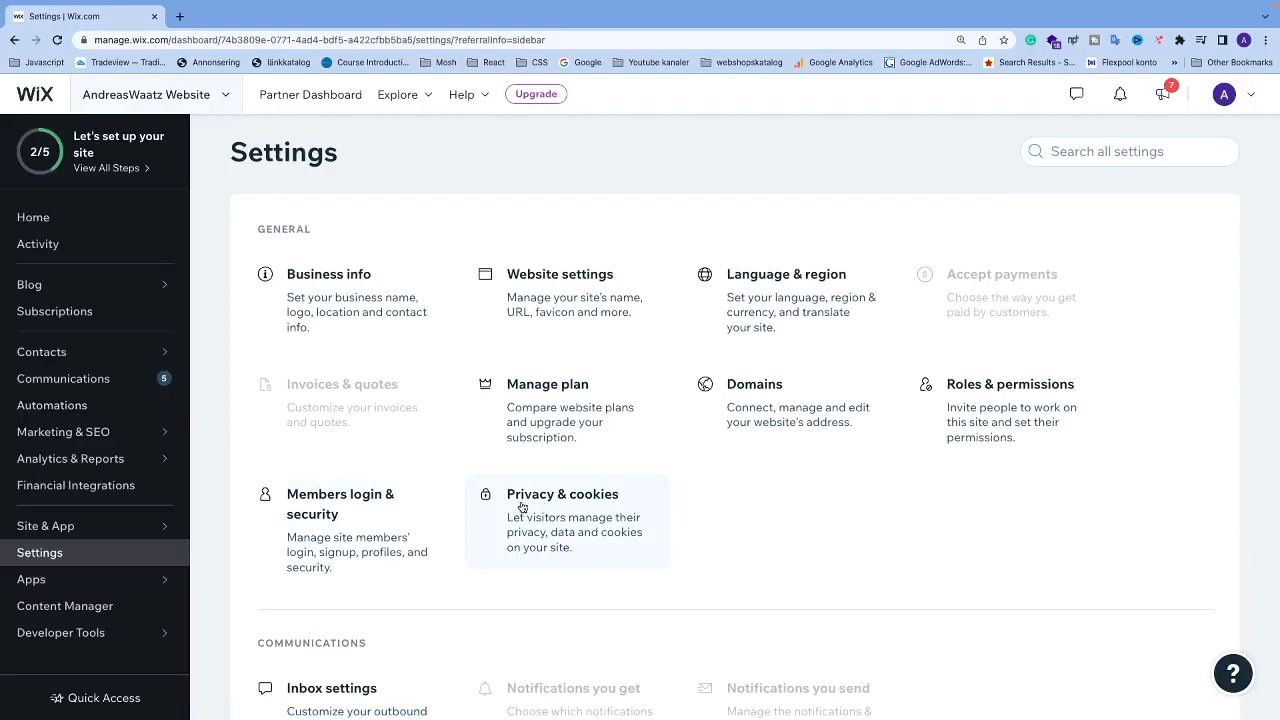 WiX Settings | Wix.com
manage.wix.com/dashboard/74b3809e-0771-4ad4-bdf5-a422cfbb5ba5/settings/?referralInfo=sidebar
18
A
Javascript
Tradeview – Tradi...
Annonsering
länkkatalog
Course Introducti...
Mosh
React
CSS
Google
Youtube kanaler
webshopskatalog
Google Analytics
Google AdWords:...
Search Results - S...
Flexpool konto
»
Other Bookmarks
WiX
AndreasWaatz Website
Partner Dashboard
Explore
Help
Upgrade
7
A
2/5
Let's set up your
site
View All Steps
Home
Activity
Blog
Subscriptions
Contacts
Communications
5
Automations
Marketing & SEO
Analytics & Reports
Financial Integrations
Site & App
Settings
Apps
Content Manager
Developer Tools
Quick Access
Settings
Search all settings
GENERAL
Business info
Set your business name,
logo, location and contact
info.
Website settings
Manage your site's name,
URL, favicon and more.
Language & region
Set your language, region &
currency, and translate
your site.
Accept payments
Choose the way you get
paid by customers.
Invoices & quotes
Customize your invoices
and quotes.
Manage plan
Compare website plans
and upgrade your
subscription.
Domains
Connect, manage and edit
your website's address.
Roles & permissions
Invite people to work on
this site and set their
permissions.
Members login &
security
Manage site members'
login, signup, profiles, and
security.
Privacy & cookies
Let visitors manage their
privacy, data and cookies
on your site.
COMMUNICATIONS
Inbox settings
Customize your outbound
Notifications you get
Choose which notifications
Notifications you send
Manage the notifications &
?